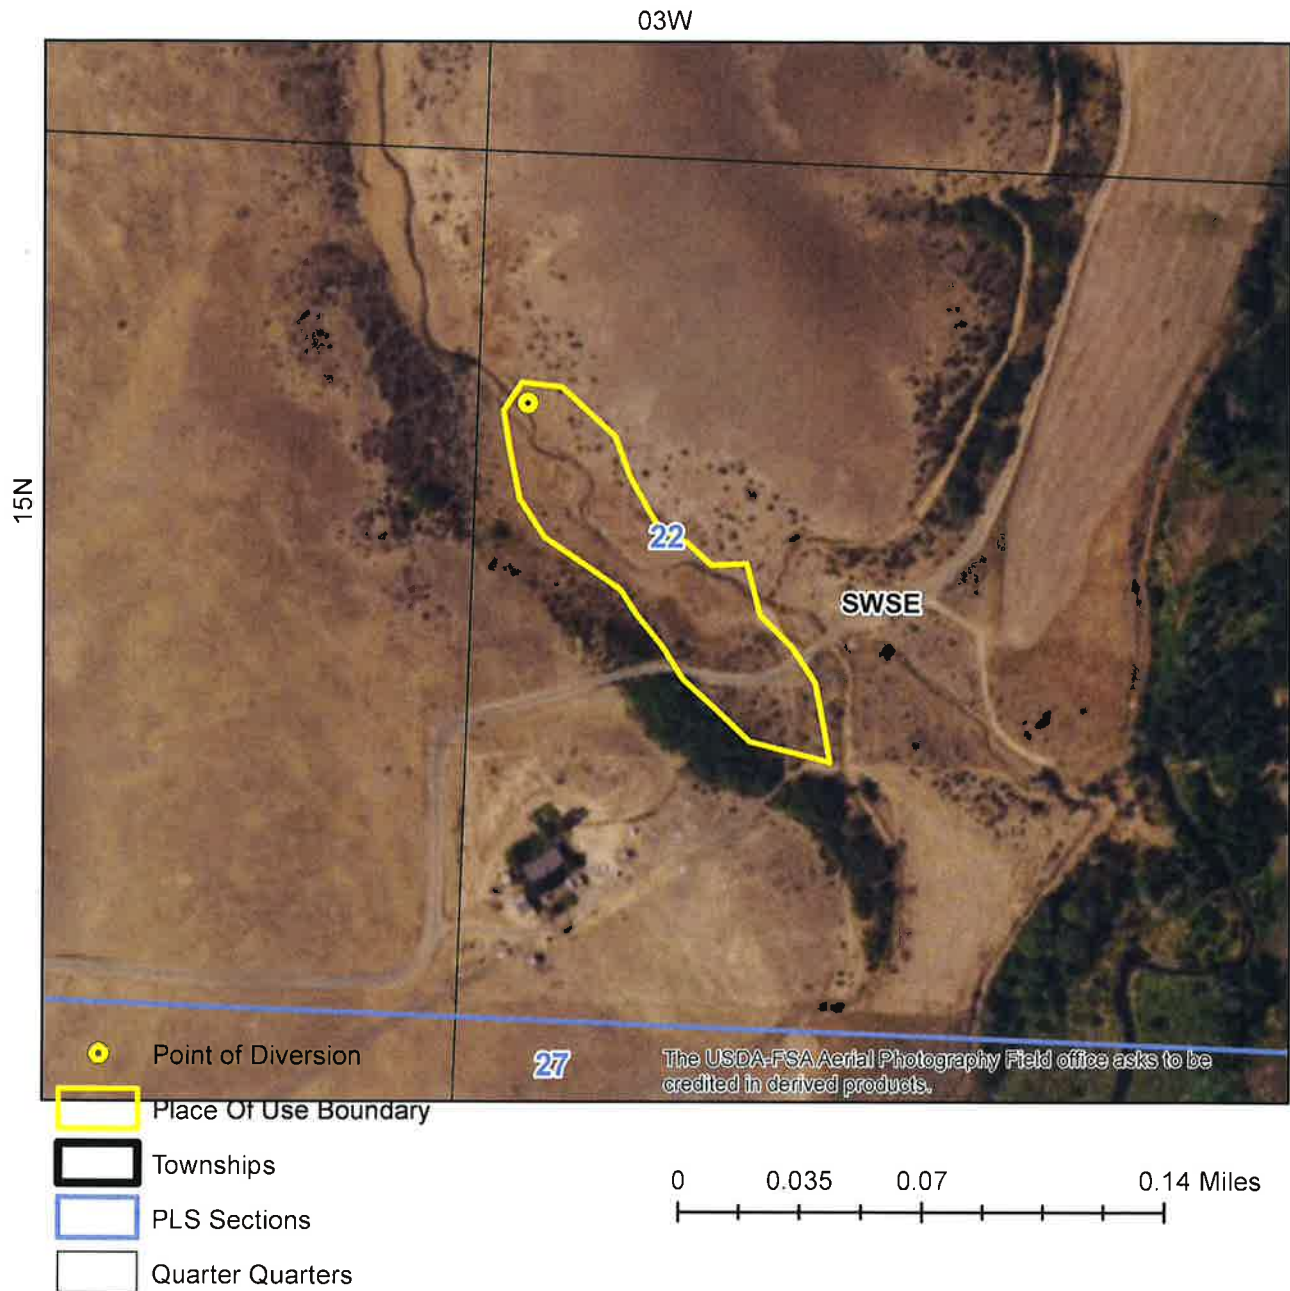 03W
15N
22
SWSE
27
The USDA-FSA Aerial Photography Field office asks to be
credited in derived products.
Point of Diversion
Place Of Use Boundary
Townships
PLS Sections
Quarter Quarters
0 0.035 0.07 0.14 Miles